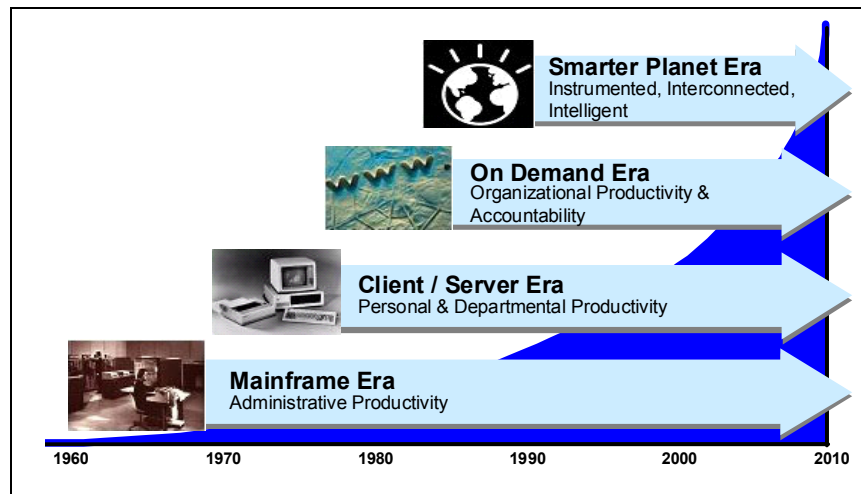 Smarter Planet Era
Instrumented, Interconnected,
Intelligent
www
On Demand Era
Organizational Productivity &
Accountability
Client / Server Era
Personal & Departmental Productivity
Mainframe Era
Administrative Productivity
1960 1970 1980 1990 2000 2010